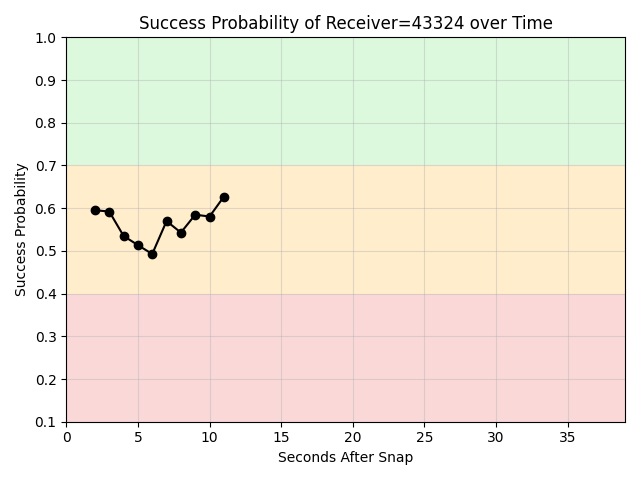 Success Probability of Receiver=43324 over Time
1.0
0.9
0.8
0.7
0.6
0.5
0.4
0.3
0.2
0.1
Success Probability
0 5 10 15 20 25 30 35
Seconds After Snap